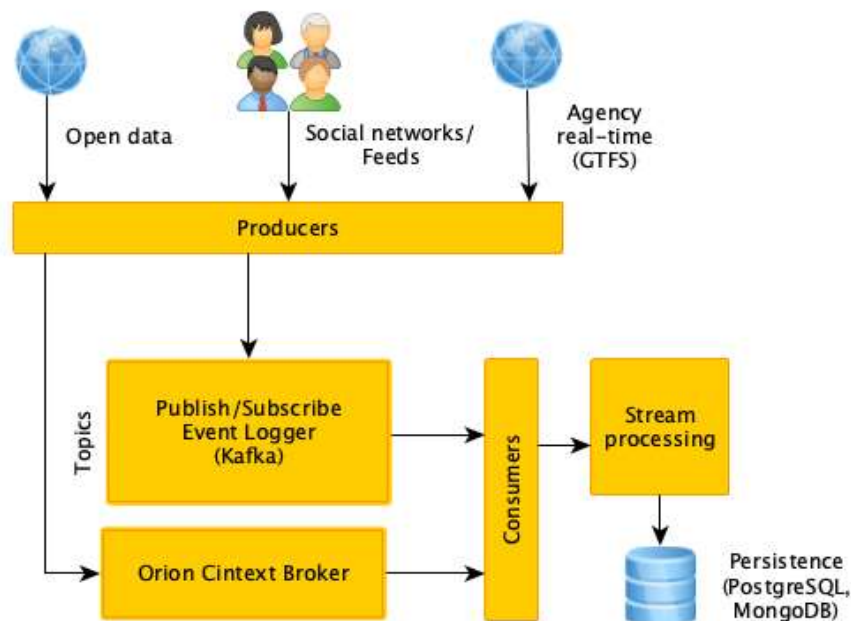 Open data
Social networks/
Feeds
Agency
real-time
(GTFS)
Producers
Topics
Publish/Subscribe
Event Logger
(Kafka)
Consumers
Stream
processing
Orion Cintext Broker
Persistence
(PostgreSQL,
MongoDB)